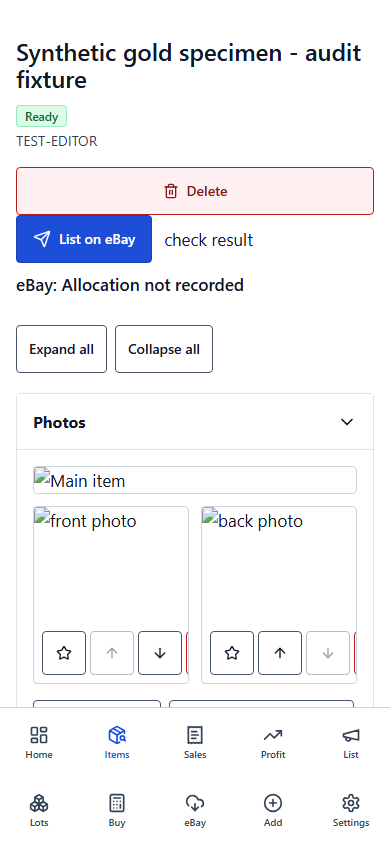 Synthetic gold specimen - audit
fixture
Ready
TEST-EDITOR
Delete
List on eBay
check result
eBay: Allocation not recorded
Expand all
Collapse all
Photos
Main item
front photo
back photo
Home
Items
Sales
Profit
List
Lots
Buy
eBay
Add
Settings